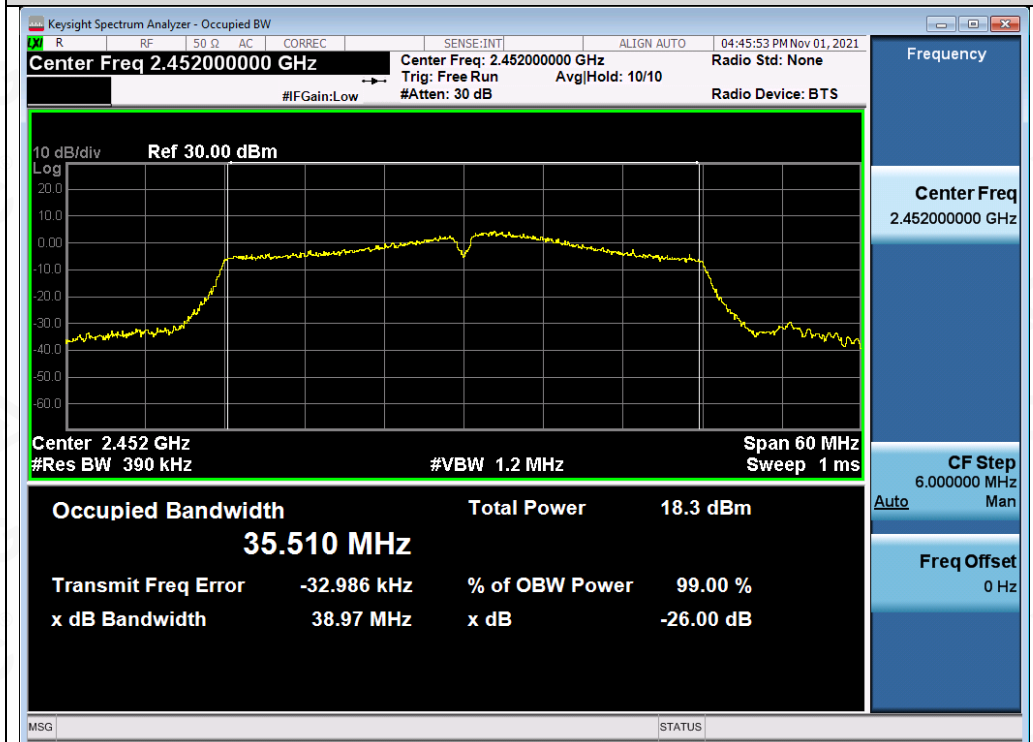 Keysight Spectrum Analyzer - Occupied BW
LXI R RF 50 Ω AC CORREC SENSE:INT ALIGN AUTO 04:45:53 PM Nov 01, 2021
Center Freq 2.452000000 GHz
Center Freq: 2.452000000 GHz
Radio Std: None
Trig: Free Run Avg|Hold: 10/10
#IFGain:Low
#Atten: 30 dB
Radio Device: BTS
Frequency
10 dB/div Ref 30.00 dBm
Log
20.0
10.0
0.00
-10.0
-20.0
-30.0
-40.0
-50.0
-60.0
Center 2.452 GHz
Span 60 MHz
#Res BW 390 kHz
#VBW 1.2 MHz
Sweep 1 ms
Center Freq
2.452000000 GHz
CF Step
6.000000 MHz
Auto Man
Freq Offset
0 Hz
Occupied Bandwidth
35.510 MHz
Total Power 18.3 dBm
Transmit Freq Error -32.986 kHz
% of OBW Power 99.00 %
x dB Bandwidth 38.97 MHz
x dB -26.00 dB
MSG
STATUS